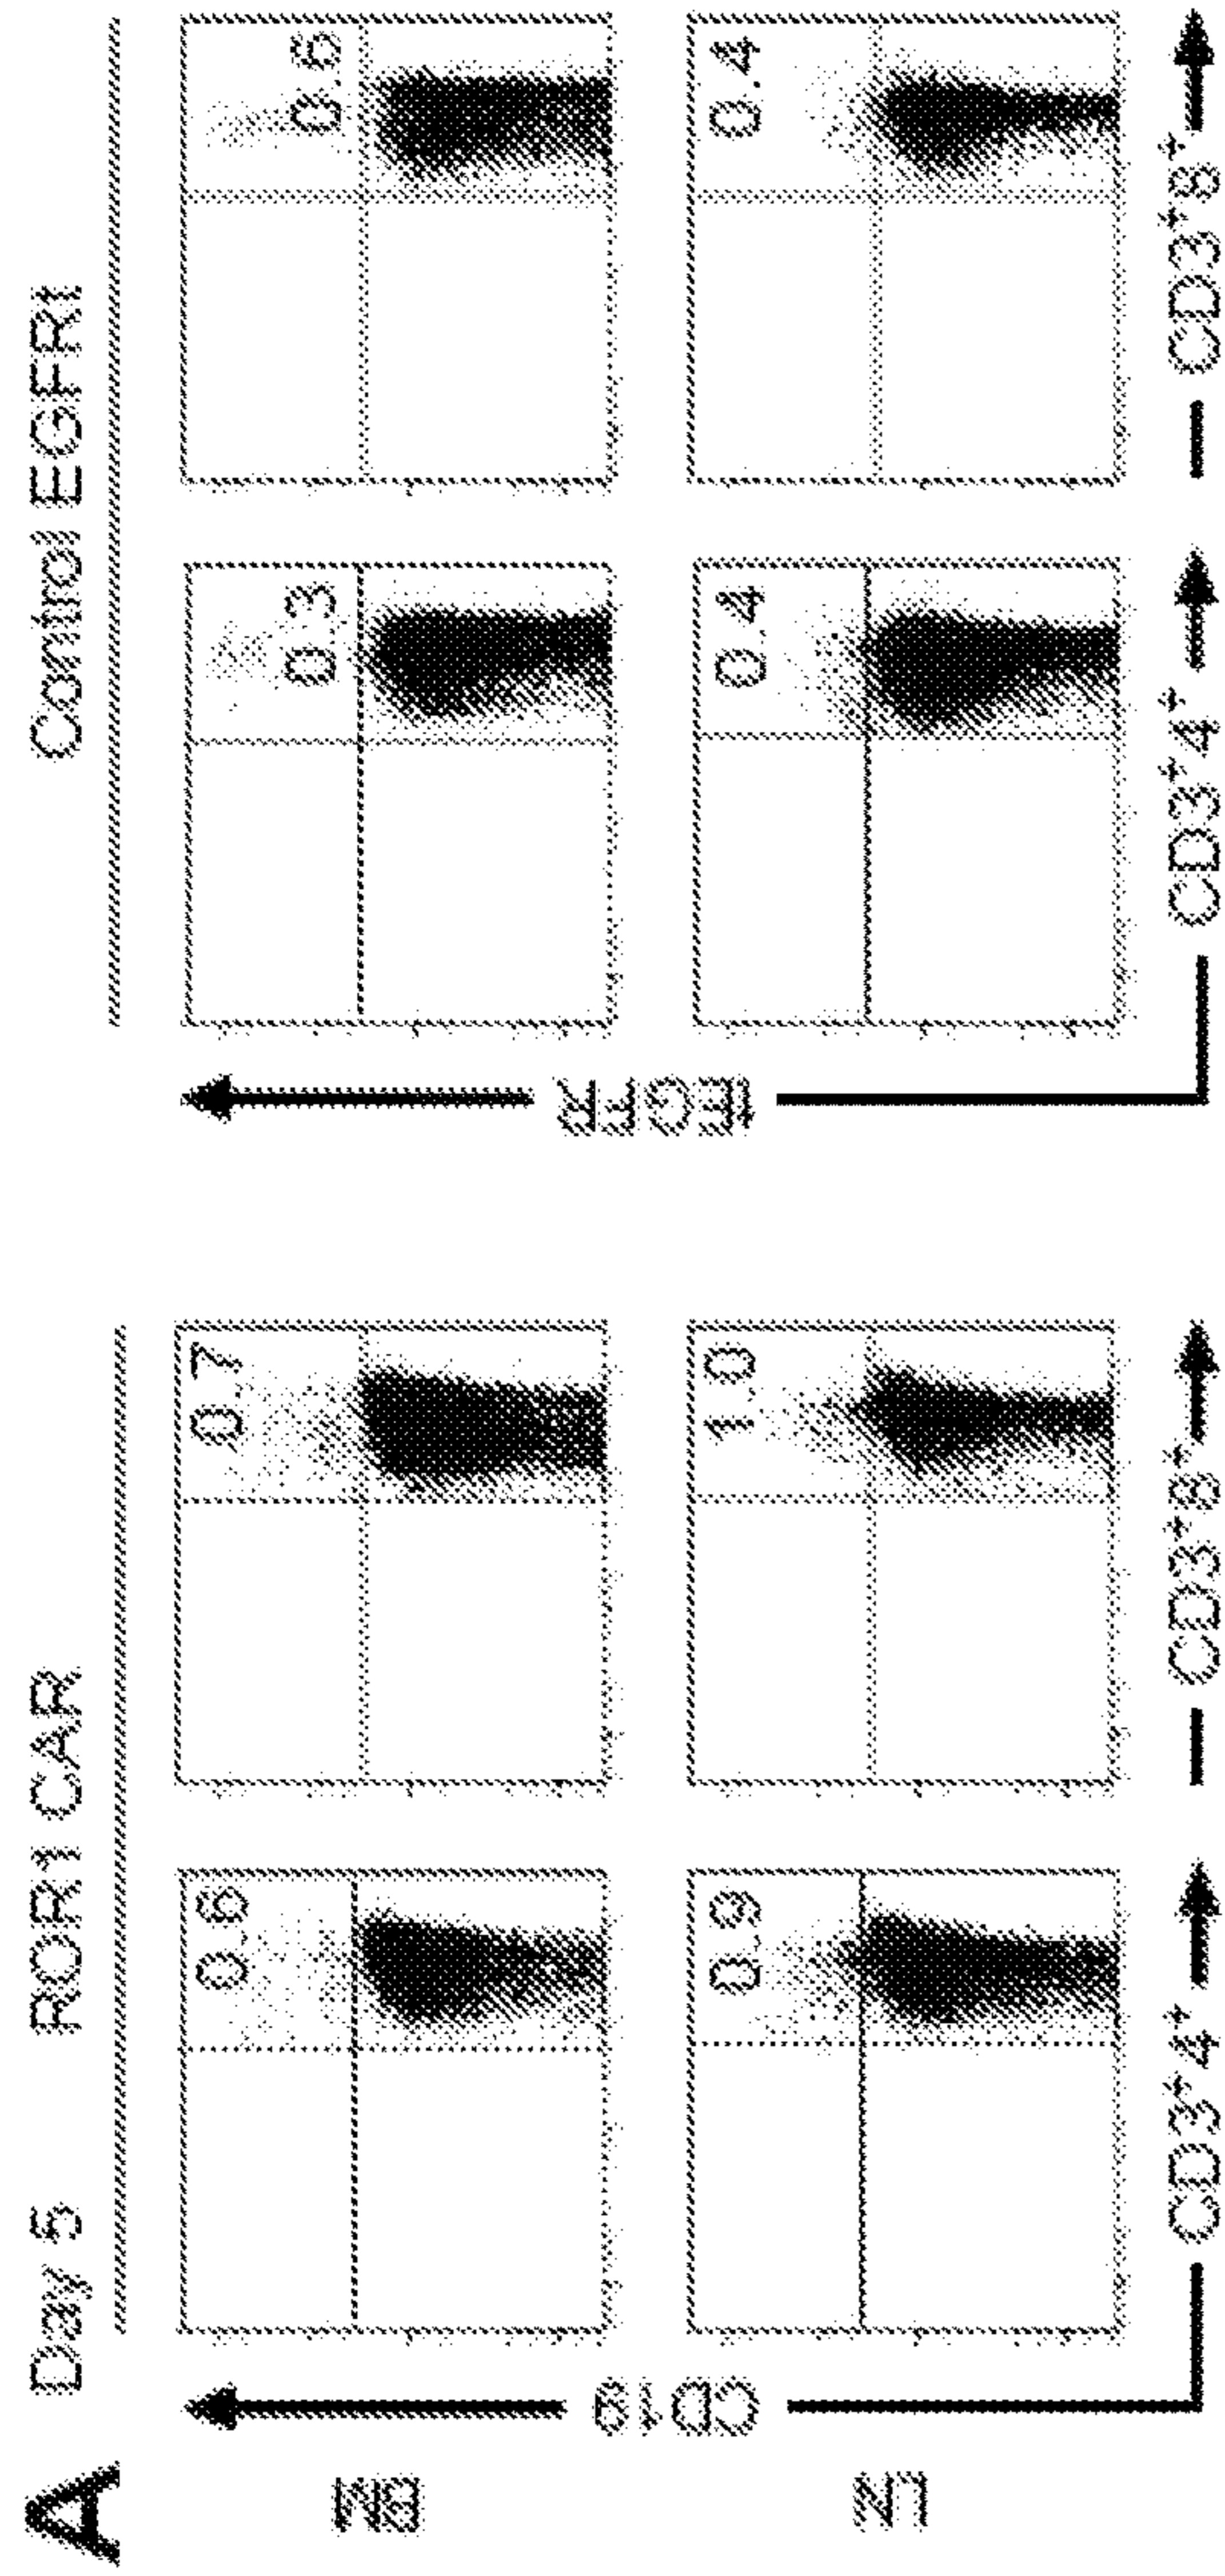 A Day 5 ROR1 CAR Control EGFRt
BM
CD19
0.6 0.7
tEGFR
0.3 0.5
LN
0.9 1.0
0.4 0.4
CD3+4+ CD3+8+ CD3+4+ CD3+8+